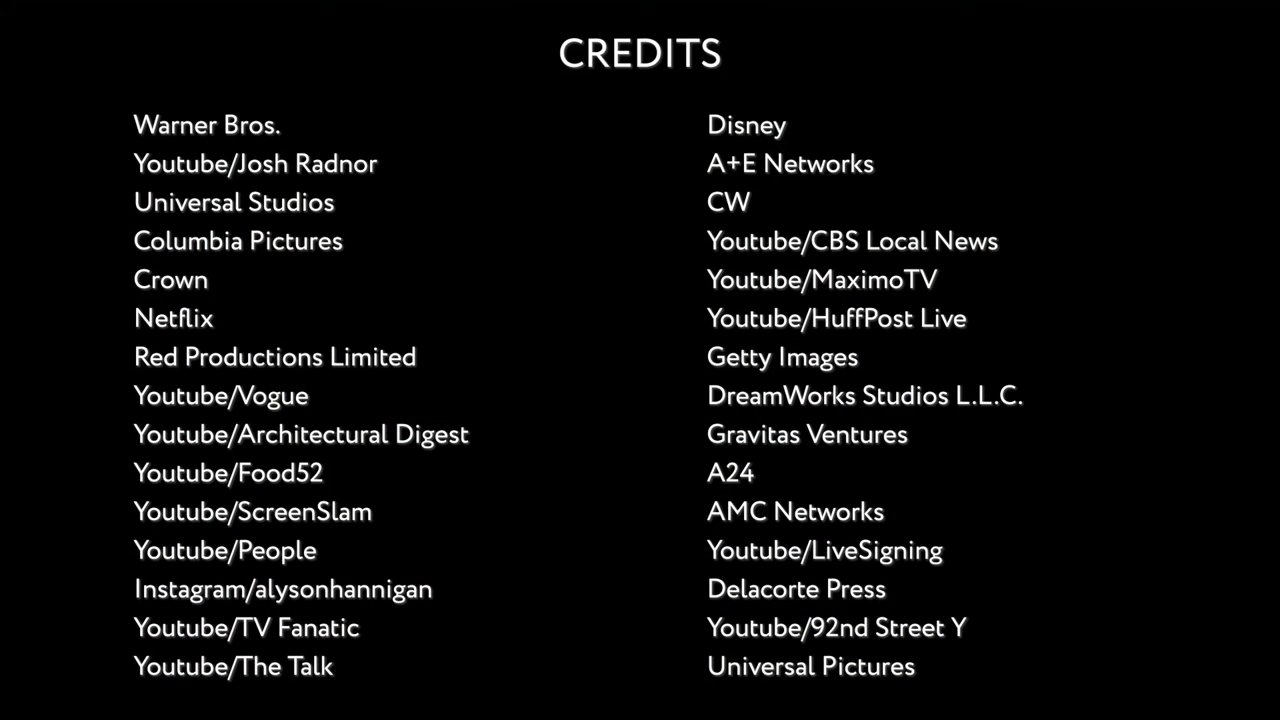 CREDITS
Warner Bros.
Youtube/Josh Radnor
Universal Studios
Columbia Pictures
Crown
Netflix
Red Productions Limited
Youtube/Vogue
Youtube/Architectural Digest
Youtube/Food52
Youtube/ScreenSlam
Youtube/People
Instagram/alysonhannigan
Youtube/TV Fanatic
Youtube/The Talk
Disney
A+E Networks
CW
Youtube/CBS Local News
Youtube/MaximoTV
Youtube/HuffPost Live
Getty Images
DreamWorks Studios L.L.C.
Gravitas Ventures
A24
AMC Networks
Youtube/LiveSigning
Delacorte Press
Youtube/92nd Street Y
Universal Pictures